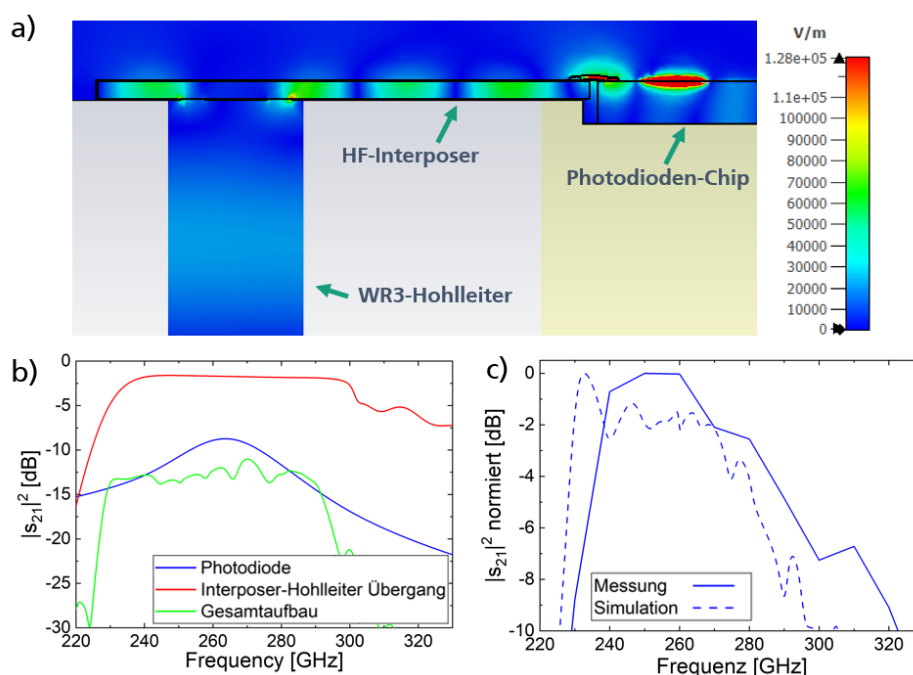 a)
V/m
1.28e+05
1.1e+05
90000
80000
70000
60000
50000
40000
30000
20000
10000
0
HF-Interposer
Photodioden-Chip
WR3-Hohlleiter
b)
|s21|² [dB]
0
-5
-10
-15
-20
-25
-30
Photodiode
Interposer-Hohlleiter Übergang
Gesamtaufbau
220 240 260 280 300 320
Frequency [GHz]
c)
|s21|² normiert [dB]
0
-2
-4
-6
-8
-10
Messung
Simulation
220 240 260 280 300 320
Frequenz [GHz]